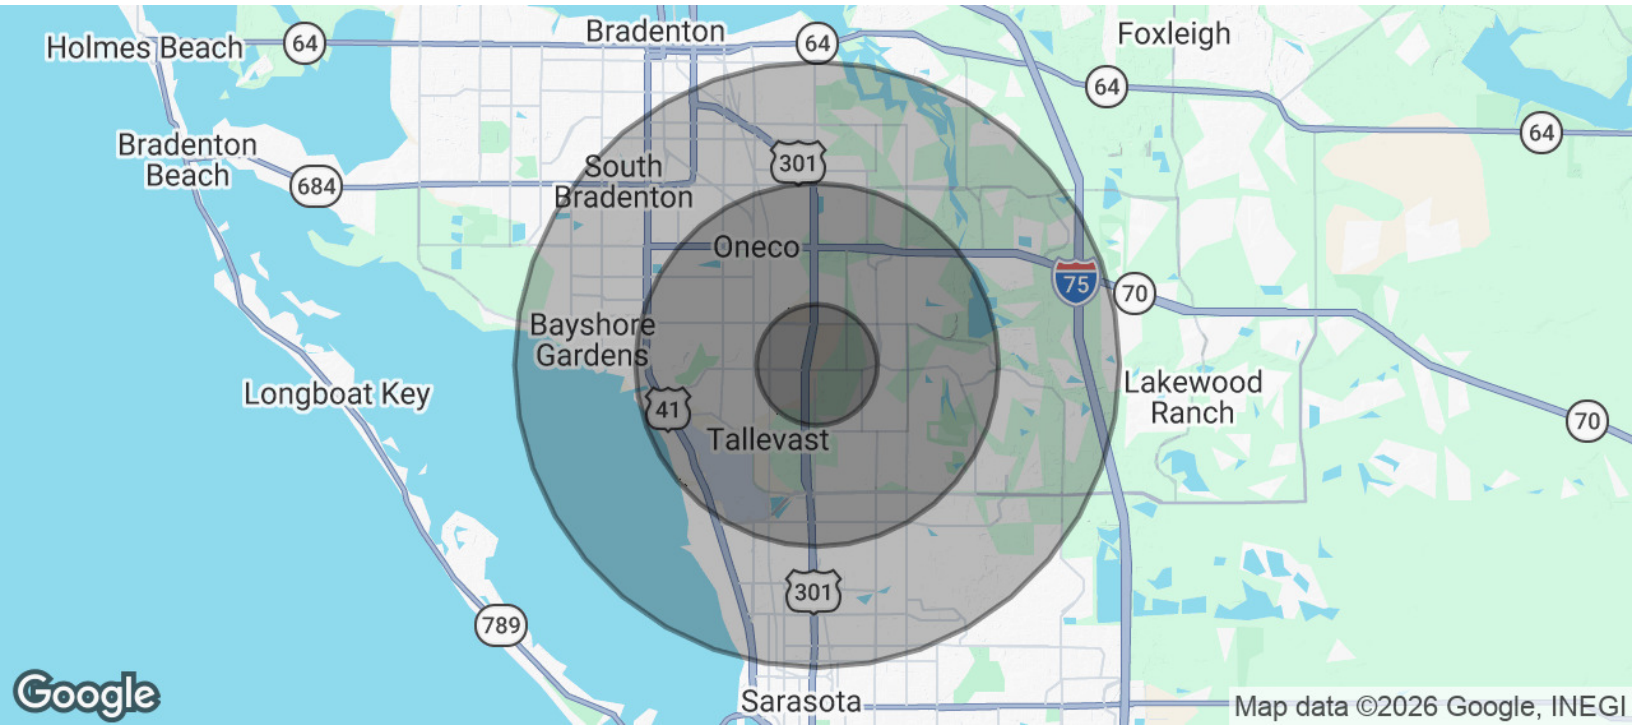 Bradenton
Foxleigh
Holmes Beach
64
64
64
64
Bradenton
Beach
684
South
Bradenton
301
Oneco
75
70
Bayshore
Gardens
Longboat Key
41
Lakewood
Ranch
70
Tallevast
301
789
Google
Sarasota
Map data ©2026 Google, INEGI